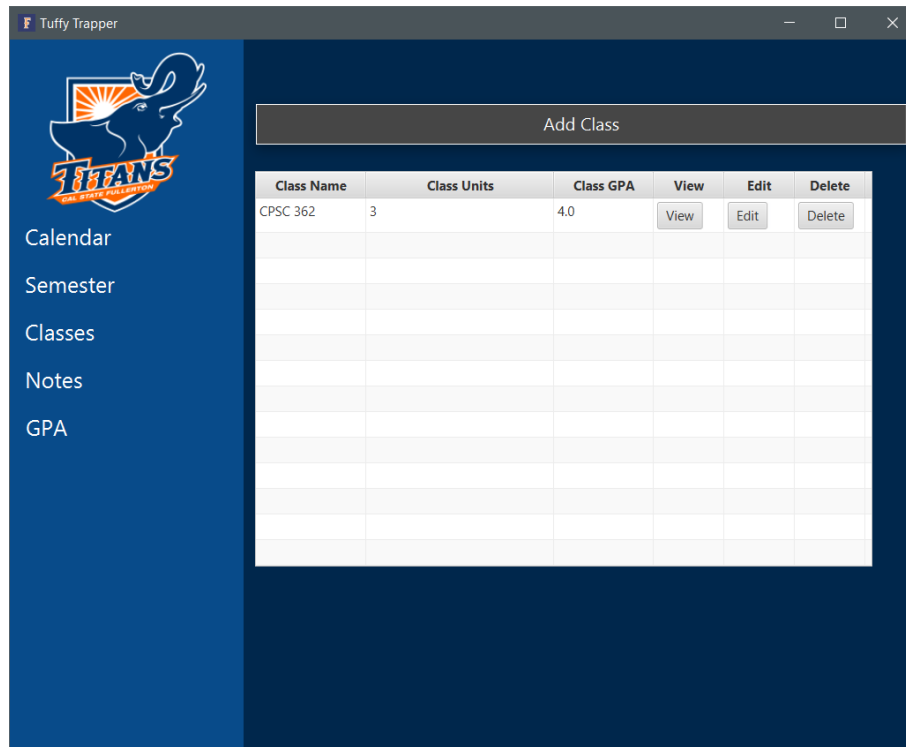 Tuffy Trapper
TITANS
CAL STATE FULLERTON
Calendar
Semester
Classes
Notes
GPA
Add Class
Class Name Class Units Class GPA View Edit Delete
CPSC 362 3 4.0 View Edit Delete